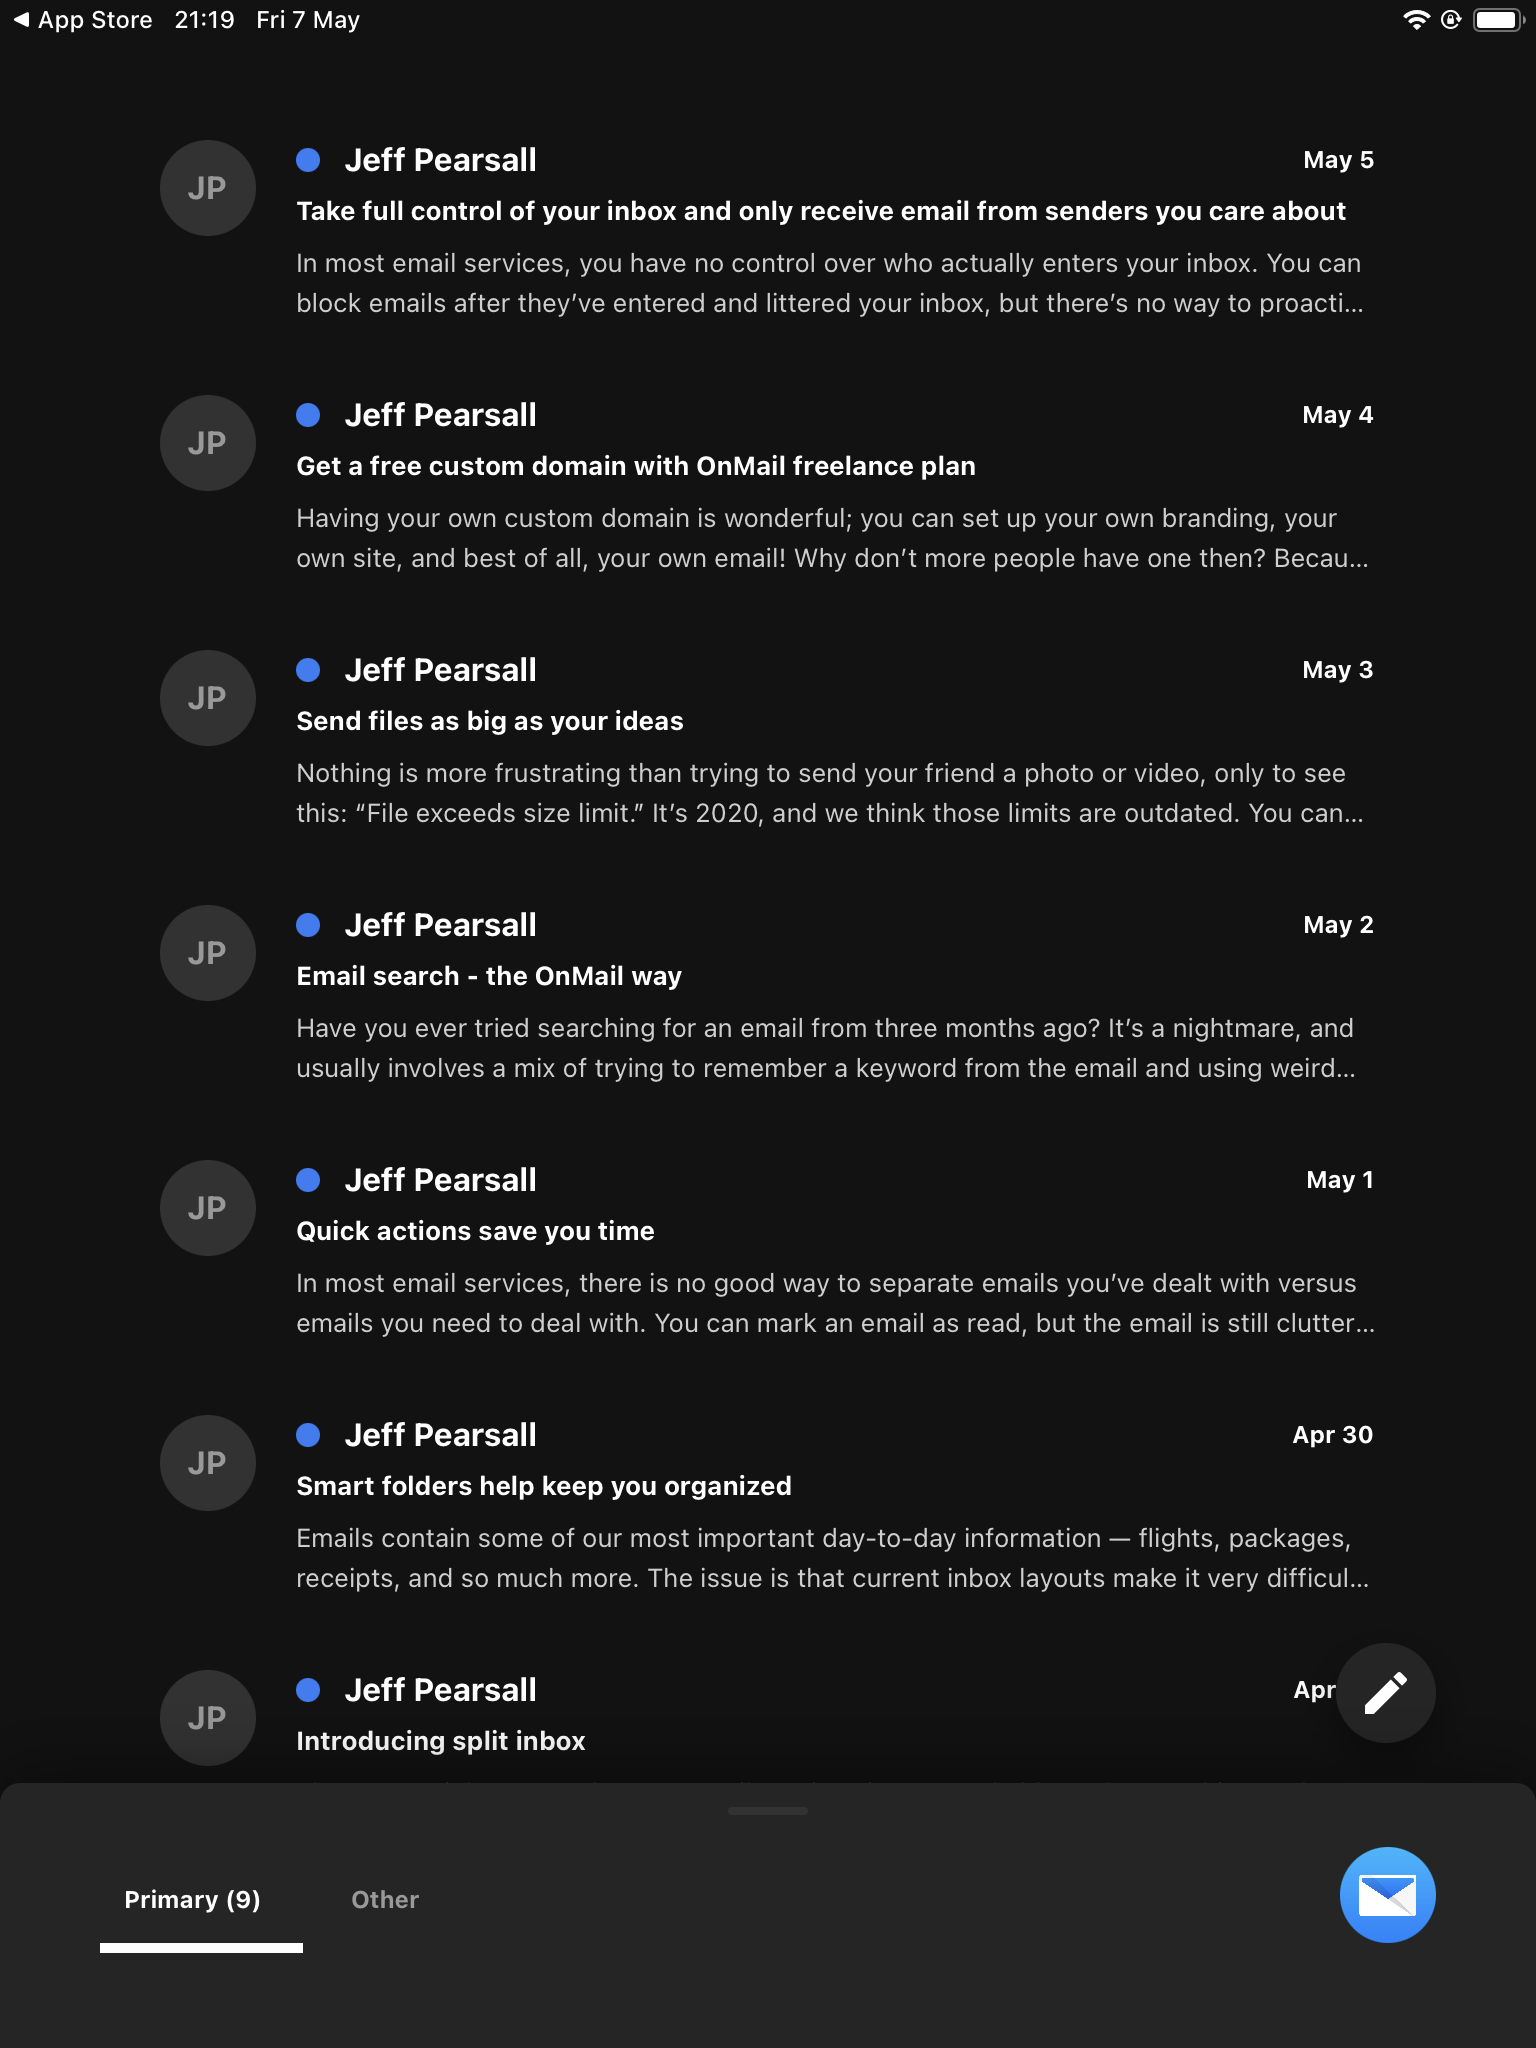 App Store 21:19 Fri 7 May
JP
Jeff Pearsall May 5
Take full control of your inbox and only receive email from senders you care about
In most email services, you have no control over who actually enters your inbox. You can
block emails after they’ve entered and littered your inbox, but there’s no way to proacti...
JP
Jeff Pearsall May 4
Get a free custom domain with OnMail freelance plan
Having your own custom domain is wonderful; you can set up your own branding, your
own site, and best of all, your own email! Why don’t more people have one then? Becau...
JP
Jeff Pearsall May 3
Send files as big as your ideas
Nothing is more frustrating than trying to send your friend a photo or video, only to see
this: “File exceeds size limit.” It’s 2020, and we think those limits are outdated. You can...
JP
Jeff Pearsall May 2
Email search - the OnMail way
Have you ever tried searching for an email from three months ago? It’s a nightmare, and
usually involves a mix of trying to remember a keyword from the email and using weird...
JP
Jeff Pearsall May 1
Quick actions save you time
In most email services, there is no good way to separate emails you’ve dealt with versus
emails you need to deal with. You can mark an email as read, but the email is still clutter...
JP
Jeff Pearsall Apr 30
Smart folders help keep you organized
Emails contain some of our most important day-to-day information — flights, packages,
receipts, and so much more. The issue is that current inbox layouts make it very difficul...
JP
Jeff Pearsall Apr
Introducing split inbox
Primary (9) Other